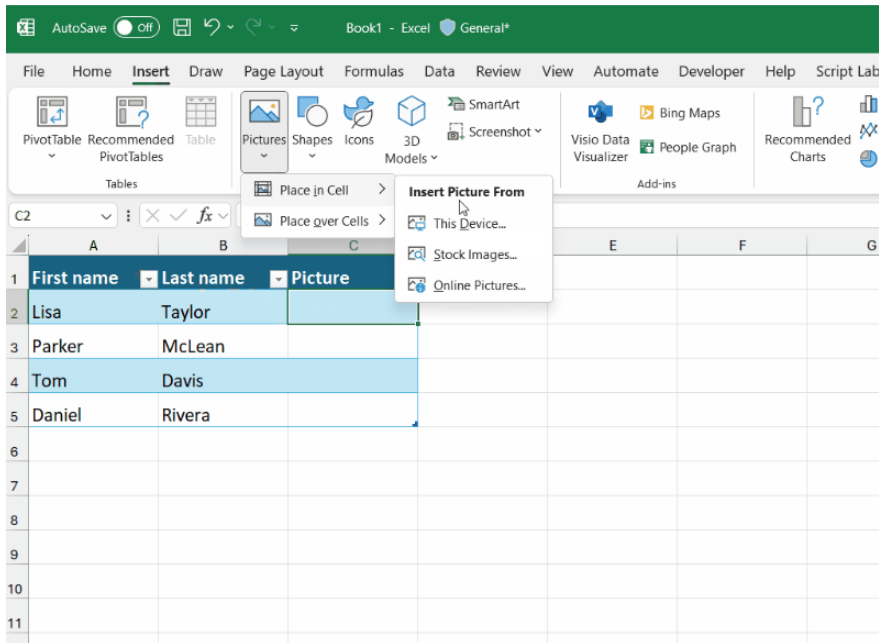 AutoSave Off Book1 - Excel General*
File Home Insert Draw Page Layout Formulas Data Review View Automate Developer Help Script Lab
PivotTable Recommended PivotTables Table
Tables
Pictures Shapes Icons 3D Models
SmartArt
Screenshot
Visio Data Visualizer
Bing Maps
People Graph
Add-ins
Recommended Charts
Place in Cell
Place over Cells
Insert Picture From
This Device...
Stock Images...
Online Pictures...
C2 fx
A B C E F G
1 First name Last name Picture
2 Lisa Taylor
3 Parker McLean
4 Tom Davis
5 Daniel Rivera
6
7
8
9
10
11